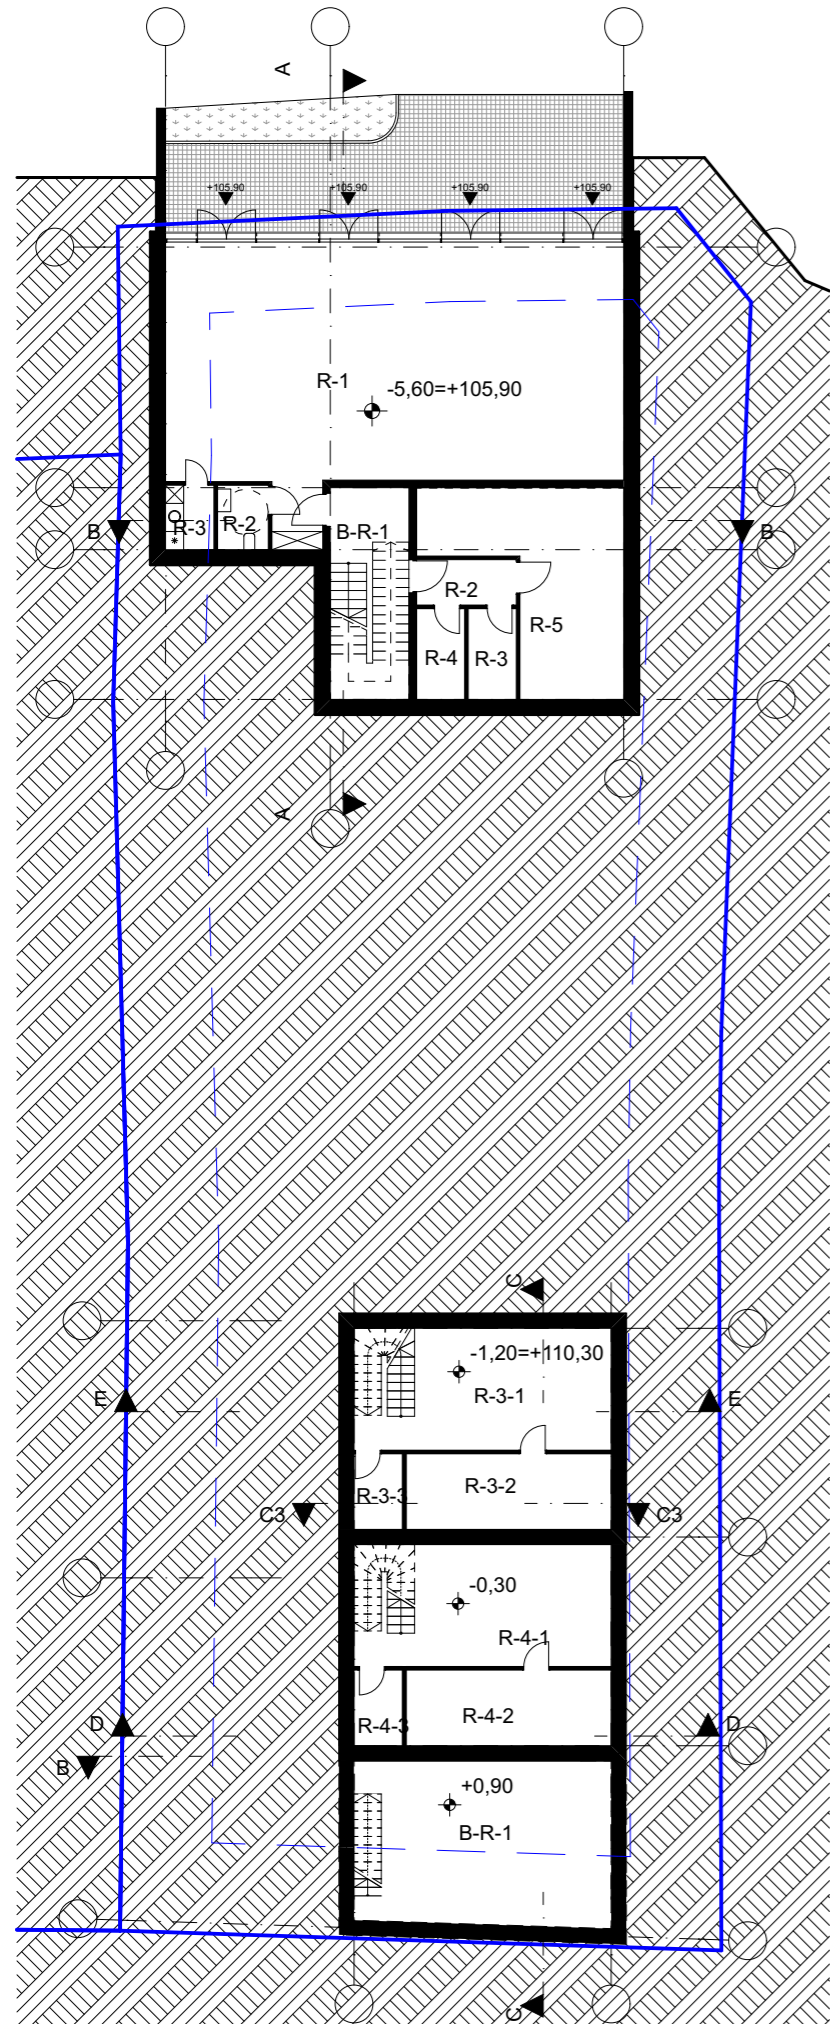 A
+105.90 +105.90 +105.90 +105.90
R-1
-5,60=+105,90
B R-3 R-2 B-R-1 B
R-2
R-5
R-4 R-3
A
C
-1,20=+110,30
R-3-1
E E
R-3-2
R-3-3
C3 C3
-0,30
R-4-1
R-4-2
R-4-3
D D
B
+0,90
B-R-1
C